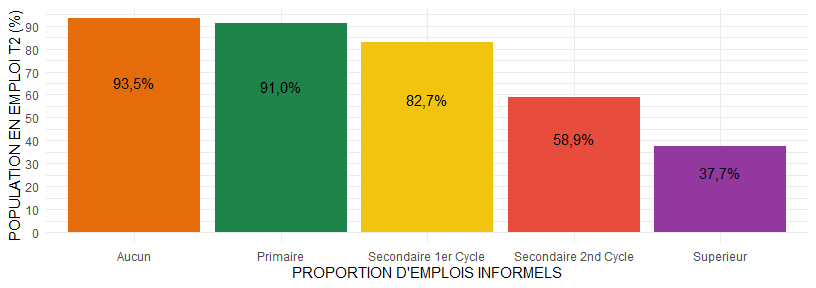 POPULATION EN EMPLOI T2 (%)
90
80
70
60
50
40
30
20
10
0
93,5%
91,0%
82,7%
58,9%
37,7%
Aucun
Primaire
Secondaire 1er Cycle
Secondaire 2nd Cycle
Superieur
PROPORTION D'EMPLOIS INFORMELS